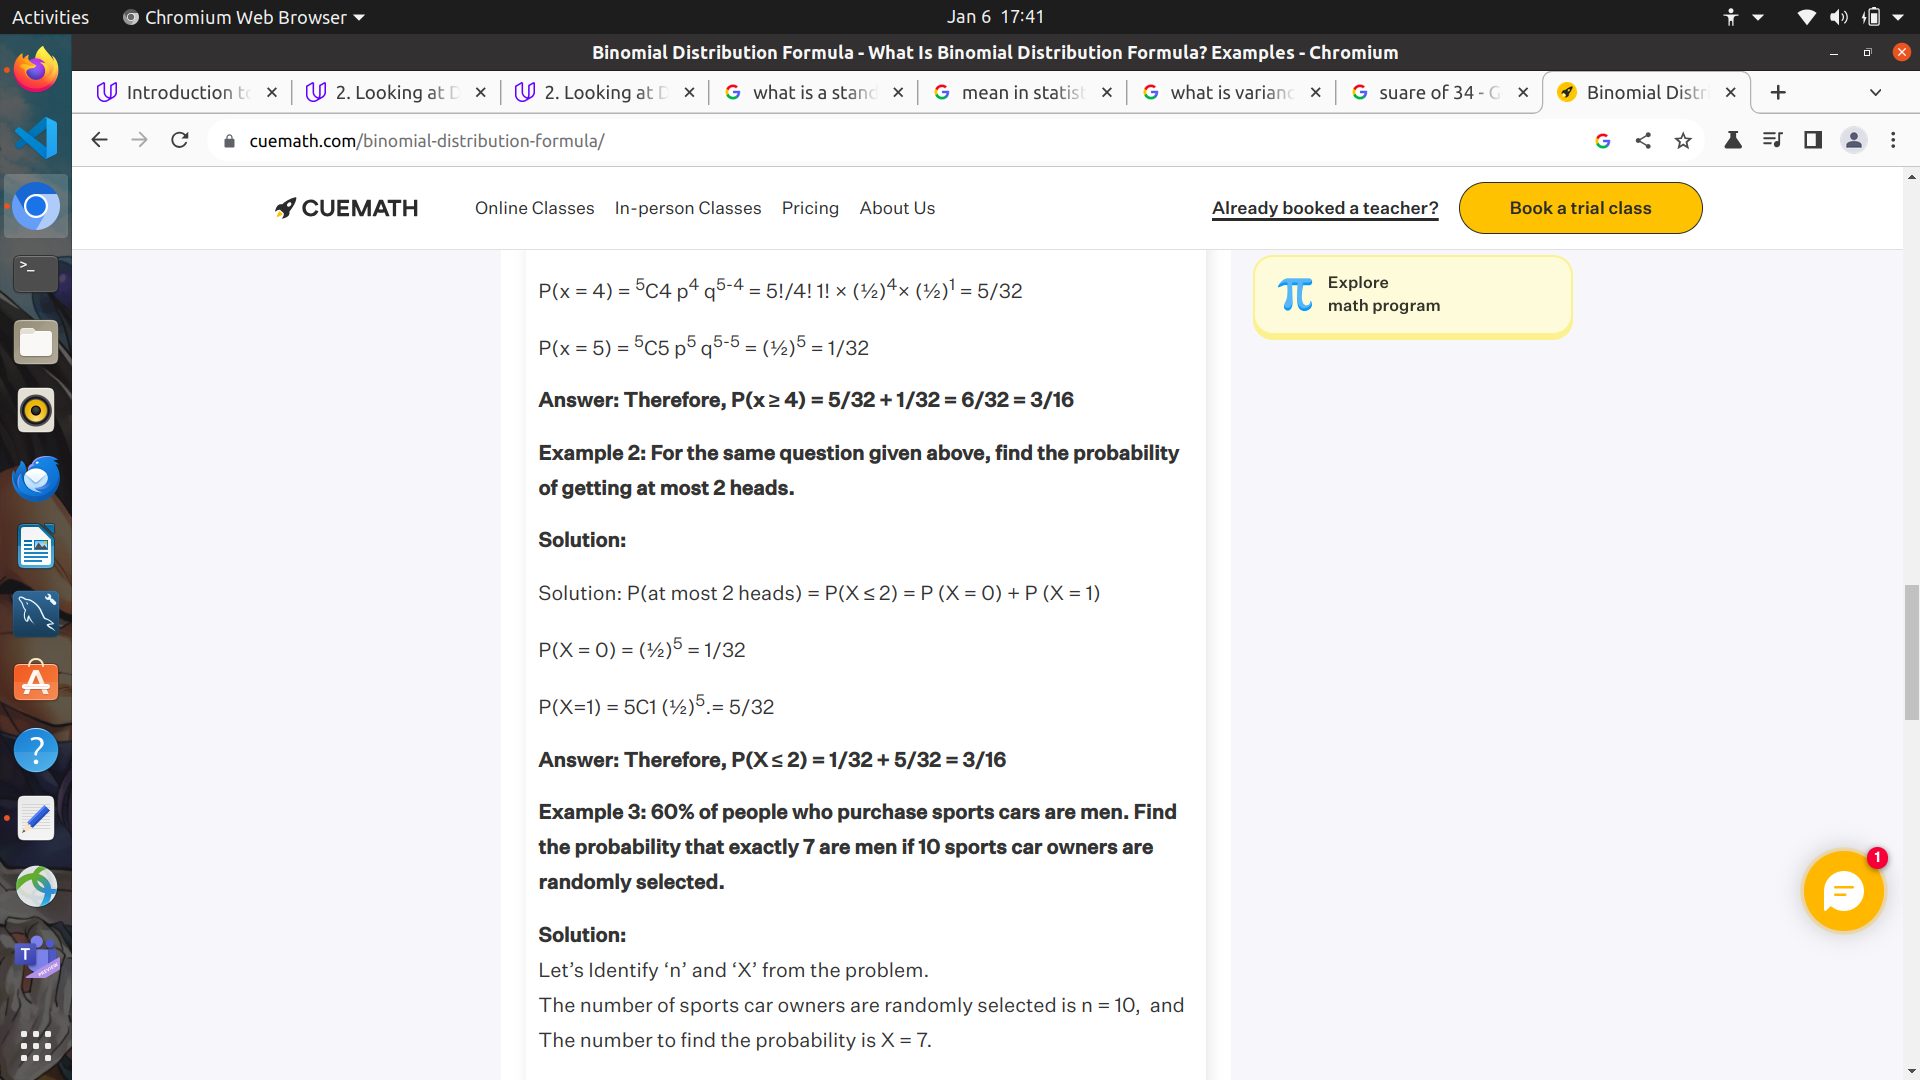 Activities
Chromium Web Browser
Jan 6 17:41
Binomial Distribution Formula - What Is Binomial Distribution Formula? Examples - Chromium
Introduction to
2. Looking at D
2. Looking at D
what is a stand
mean in statist
what is varianc
suare of 34 - G
Binomial Distri
cuemath.com/binomial-distribution-formula/
CUEMATH
Online Classes
In-person Classes
Pricing
About Us
Already booked a teacher?
Book a trial class
P(x = 4) = ⁵C4 p⁴ q⁵⁻⁴ = 5!/4! 1! × (½)⁴× (½)¹ = 5/32
P(x = 5) = ⁵C5 p⁵ q⁵⁻⁵ = (½)⁵ = 1/32
Answer: Therefore, P(x ≥ 4) = 5/32 + 1/32 = 6/32 = 3/16
Example 2: For the same question given above, find the probability
of getting at most 2 heads.
Solution:
Solution: P(at most 2 heads) = P(X ≤ 2) = P (X = 0) + P (X = 1)
P(X = 0) = (½)⁵ = 1/32
P(X=1) = 5C1 (½)⁵.= 5/32
Answer: Therefore, P(X ≤ 2) = 1/32 + 5/32 = 3/16
Example 3: 60% of people who purchase sports cars are men. Find
the probability that exactly 7 are men if 10 sports car owners are
randomly selected.
Solution:
Let’s Identify ‘n’ and ‘X’ from the problem.
The number of sports car owners are randomly selected is n = 10, and
The number to find the probability is X = 7.
Explore
math program
1